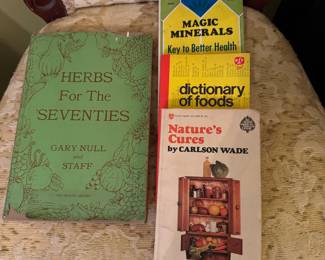 HERBS
For The
'SEVENTIES
GARY NULL
and
STAFF
MAGIC
MINERALS
Key to Better Health
dictionary
of foods
Nature's
Cures
by CARLSON WADE